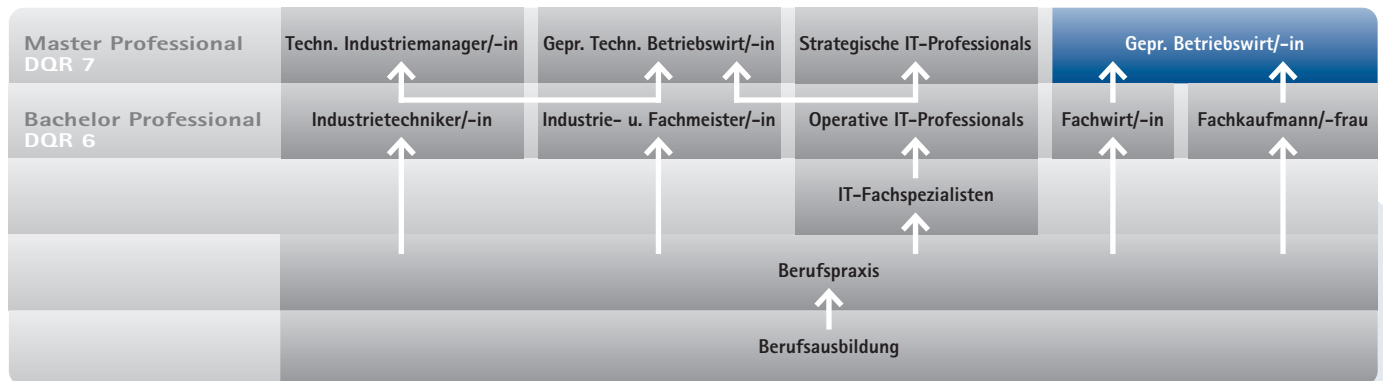 Master Professional
DQR 7
Techn. Industriemanager/-in
Gepr. Techn. Betriebswirt/-in
Strategische IT-Professionals
Gepr. Betriebswirt/-in
Bachelor Professional
DQR 6
Industrietechniker/-in
Industrie- u. Fachmeister/-in
Operative IT-Professionals
Fachwirt/-in
Fachkaufmann/-frau
IT-Fachspezialisten
Berufspraxis
Berufsausbildung